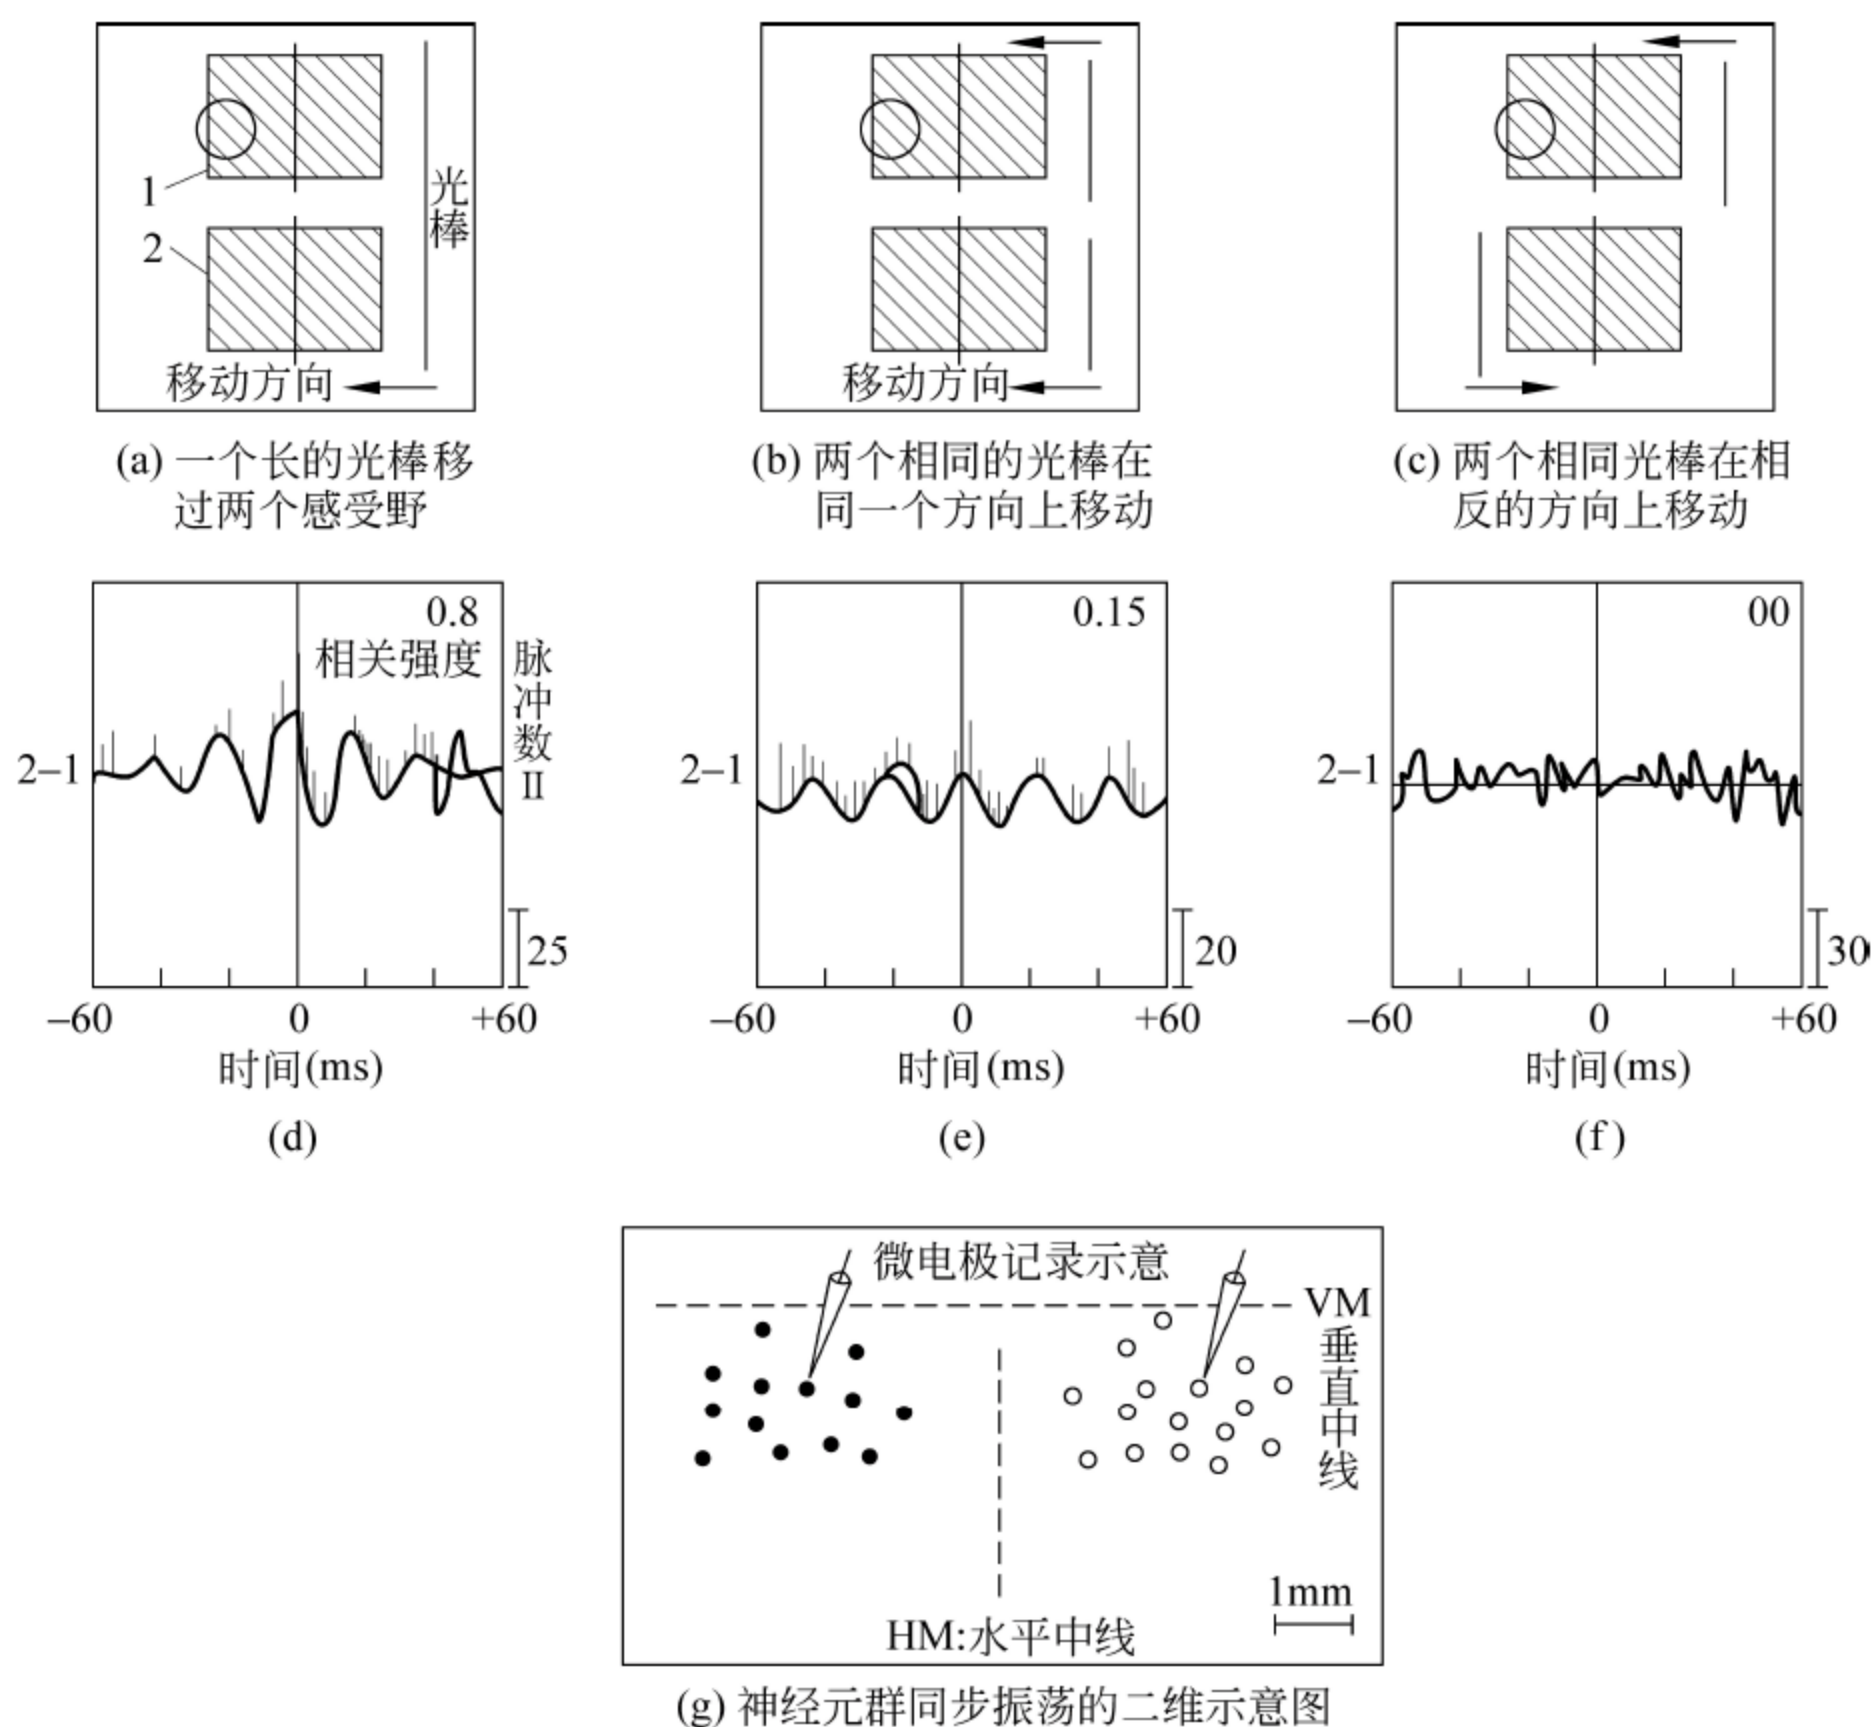 1
2
光棒
移动方向
(a) 一个长的光棒移
过两个感受野
移动方向
(b) 两个相同的光棒在
同一个方向上移动
(c) 两个相同光棒在相
反的方向上移动
0.8
相关强度
脉冲数II
2–1
25
–60
0
+60
时间(ms)
(d)
0.15
2–1
20
–60
0
+60
时间(ms)
(e)
00
2–1
30
–60
0
+60
时间(ms)
(f)
微电极记录示意
VM
垂直中线
1mm
HM:水平中线
(g) 神经元群同步振荡的二维示意图